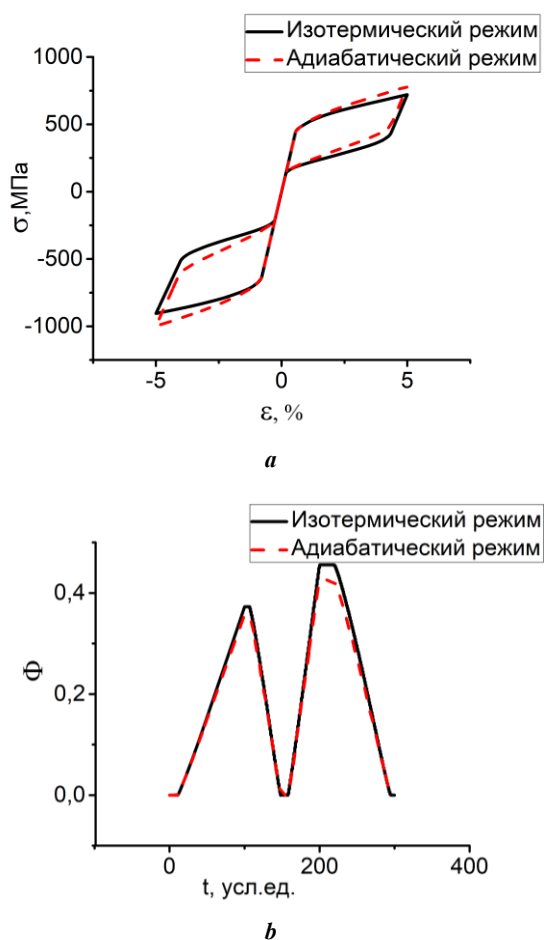 Изотермический режим
Адиабатический режим
1000
500
0
-500
-1000
σ,МПа
-5
0
5
ε, %
a
Изотермический режим
Адиабатический режим
0,4
0,2
0,0
Ф
0
200
400
t, усл.ед.
b